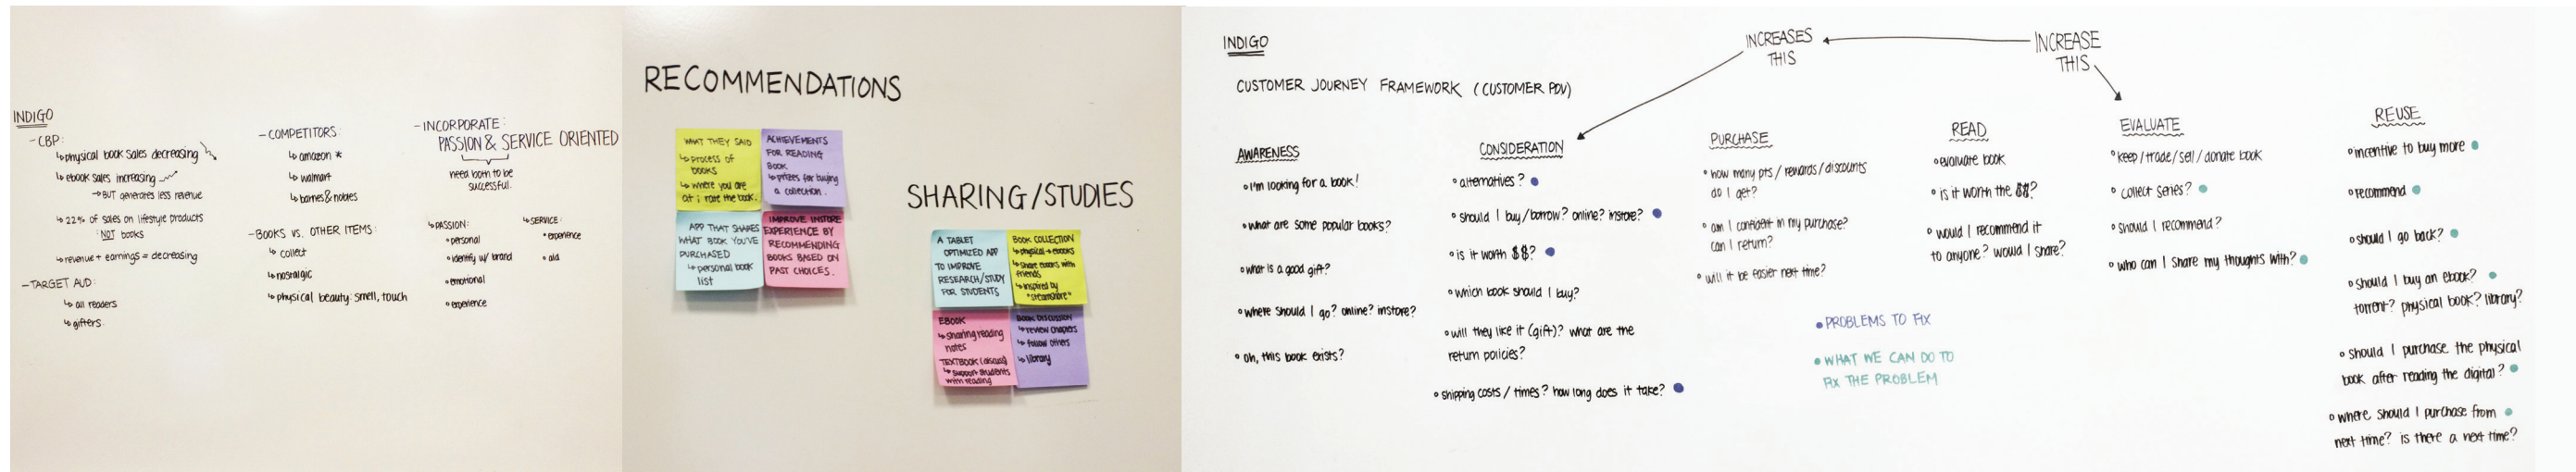 INDIGO
- CBP:
↳ physical book sales decreasing
↳ ebook sales increasing
→ BUT generates less revenue
↳ 22% of sales on lifestyle products
: NOT books
↳ revenue + earnings = decreasing
- TARGET AUD:
↳ all readers
↳ gifters
- COMPETITORS:
↳ amazon *
↳ walmart
↳ barnes & nobles
- BOOKS VS. OTHER ITEMS:
↳ collect
↳ nostalgic
↳ physical beauty: smell, touch
- INCORPORATE:
PASSION & SERVICE ORIENTED
need both to be
successful.
↳ PASSION:
• personal
• identify w/ brand
• emotional
• experience
↳ SERVICE:
• experience
• aid
RECOMMENDATIONS
WHAT THEY SAID
↳ process of
books
↳ where you are
at; rate the book.
ACHIEVEMENTS
FOR READING
BOOK
↳ prizes for buying
a collection.
APP THAT SHARES
WHAT BOOK YOU'VE
PURCHASED
↳ personal book
list
IMPROVE INSTORE
EXPERIENCE BY
RECOMMENDING
BOOKS BASED ON
PAST CHOICES.
SHARING/STUDIES
A TABLET
OPTIMIZED APP
TO IMPROVE
RESEARCH/STUDY
FOR STUDENTS
BOOK COLLECTION
↳ physical → ebooks
↳ share ebooks with
friends
↳ inspired by
EBOOK
↳ sharing reading
notes
TEXTBOOK (discuss)
↳ support students
with reading
BOOK DISCUSSION
↳ review chapters
↳ follow others
↳ library
INDIGO
CUSTOMER JOURNEY FRAMEWORK (CUSTOMER POV)
INCREASES
THIS
INCREASE
THIS
AWARENESS
• I'm looking for a book!
• what are some popular books?
• what is a good gift?
• where should I go? online? instore?
• oh, this book exists?
CONSIDERATION
• alternatives?
• should I buy/borrow? online? instore?
• is it worth $$?
• which book should I buy?
• will they like it (gift)? what are the
return policies?
• shipping costs / times? how long does it take?
PURCHASE
• how many pts / rewards / discounts
do I get?
• am I confident in my purchase?
can I return?
• will it be easier next time?
READ
• evaluate book
• is it worth the $$?
• would I recommend it
to anyone? would I share?
EVALUATE
• keep / trade / sell / donate book
• collect series?
• should I recommend?
• who can I share my thoughts with?
REUSE
• incentive to buy more
• recommend
• should I go back?
• should I buy an ebook?
torrent? physical book? library?
• should I purchase the physical
book after reading the digital?
• where should I purchase from
next time? is there a next time?
• PROBLEMS TO FIX
• WHAT WE CAN DO TO
FIX THE PROBLEM